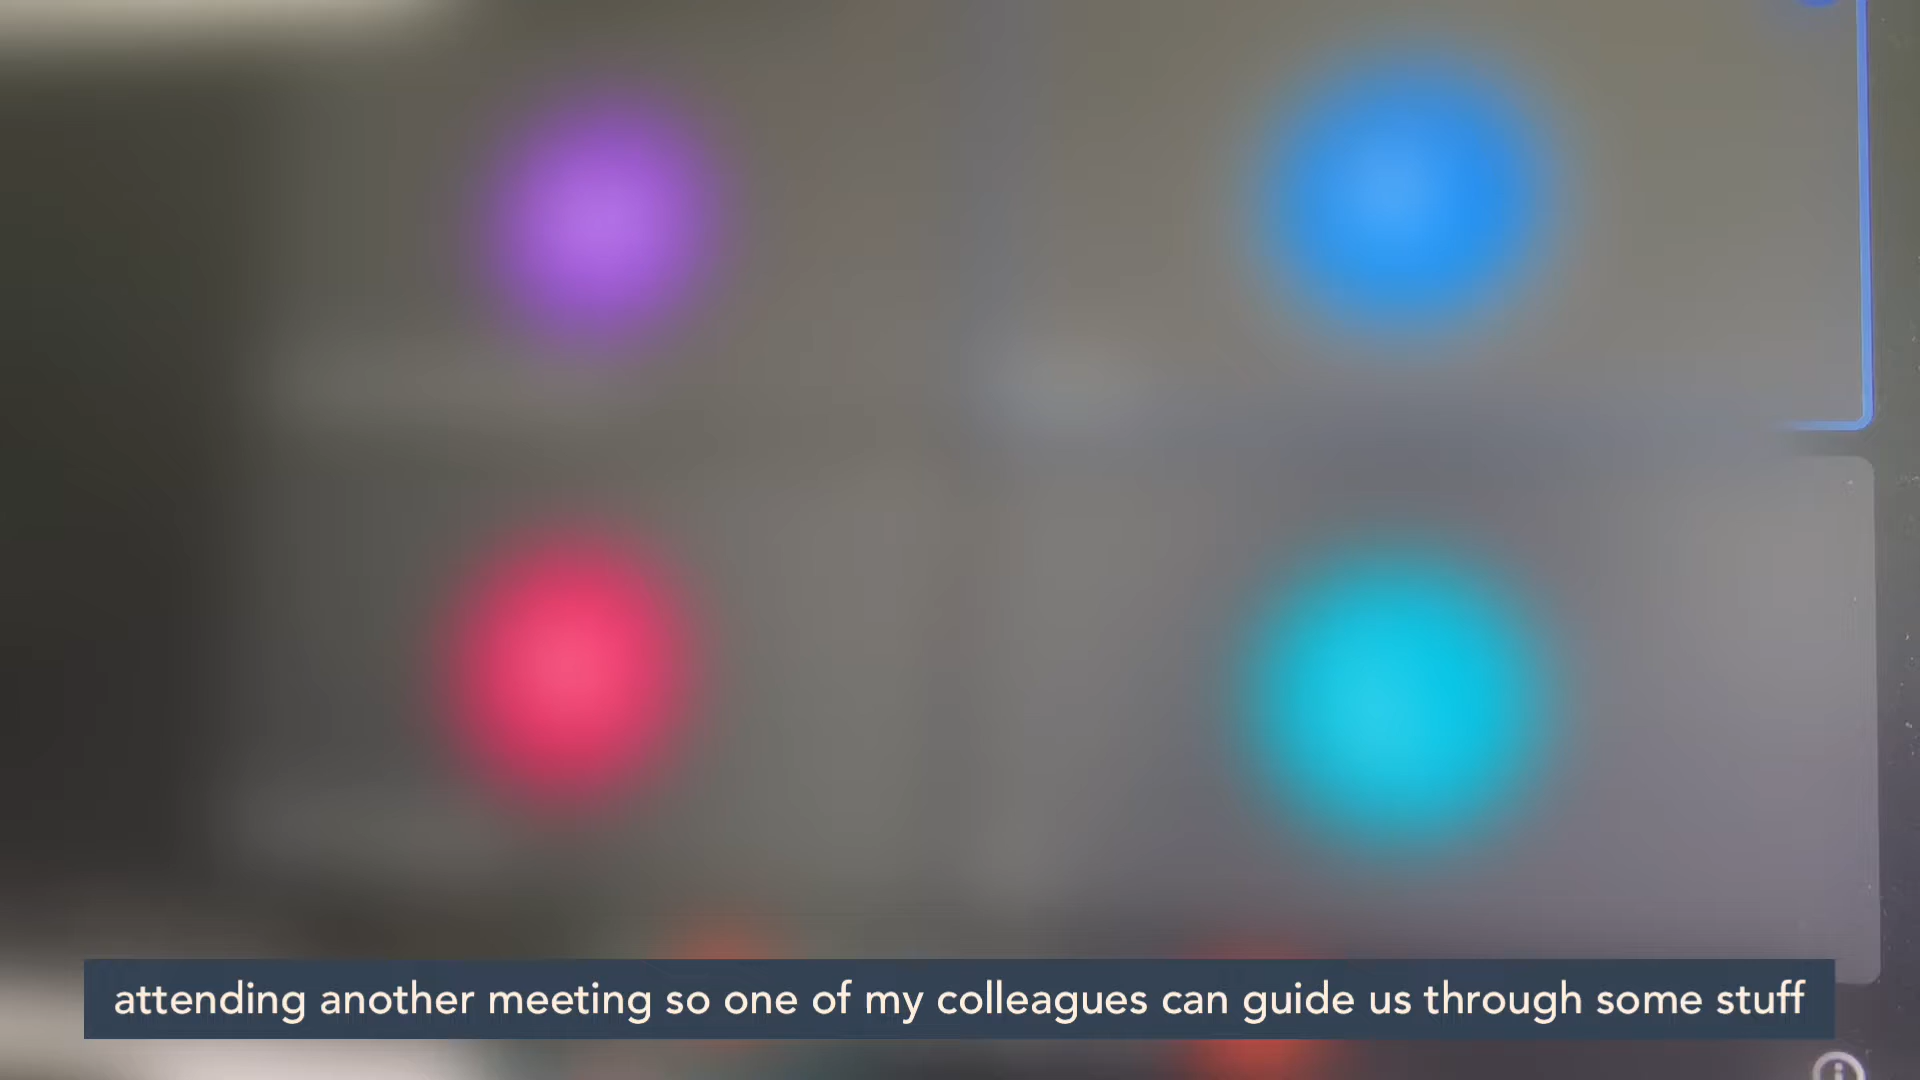 attending another meeting so one of my colleagues can guide us through some stuff